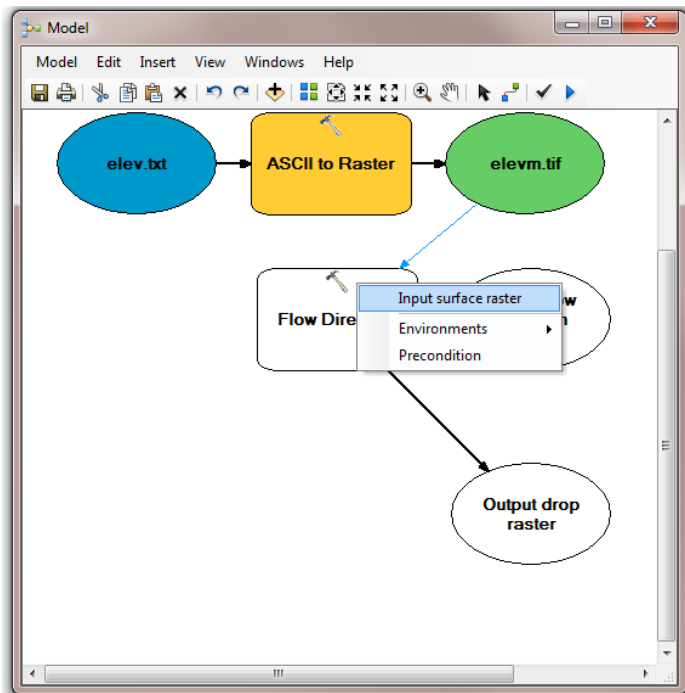 Model
Model Edit Insert View Windows Help
elev.txt
ASCII to Raster
elevm.tif
Flow Dire
Input surface raster
Environments
Precondition
Output drop
raster